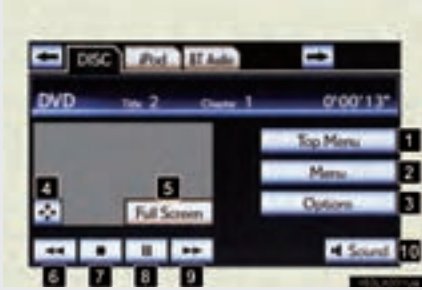 DISC iPod BT Audio
DVD Title 2 Chapter 1 0'00'13"
Top Menu 1
Menu 2
Options 3
4 5
Full Screen
Sound 10
6 7 8 9